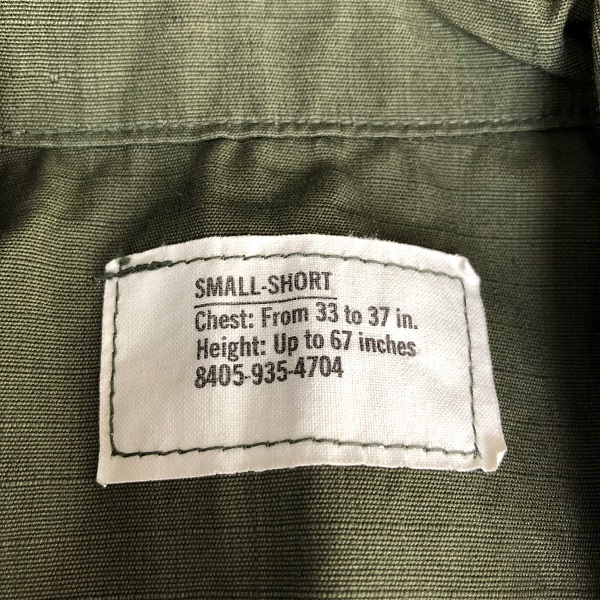 SMALL-SHORT
Chest: From 33 to 37 in.
Height: Up to 67 inches
8405-935-4704